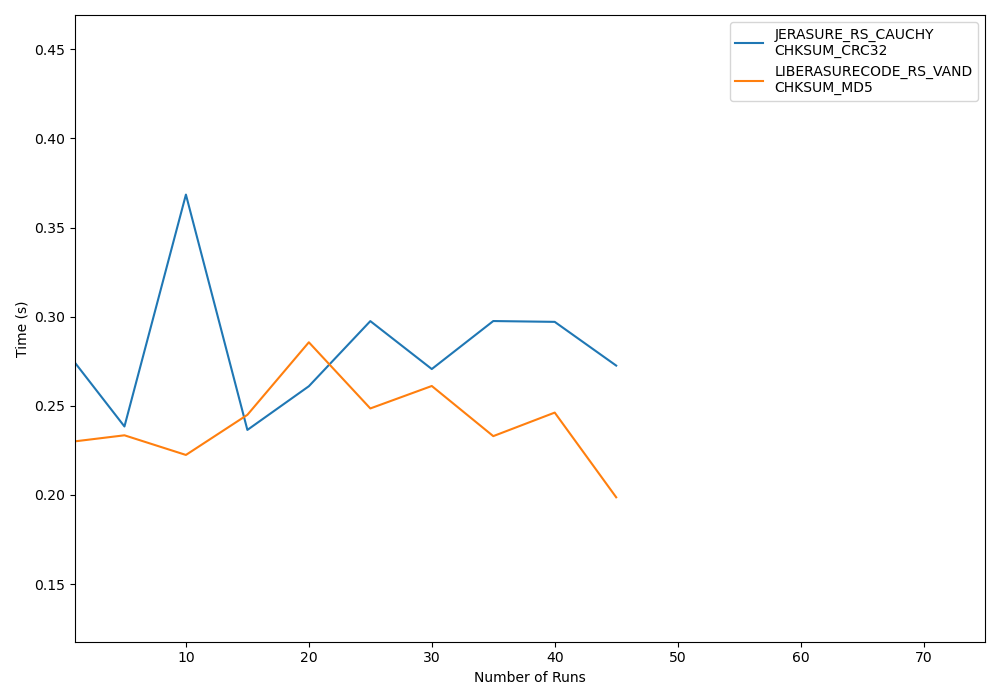 JERASURE_RS_CAUCHY
CHKSUM_CRC32
LIBERASURECODE_RS_VAND
CHKSUM_MD5
0.45
0.40
0.35
0.30
0.25
0.20
0.15
Time (s)
10 20 30 40 50 60 70
Number of Runs